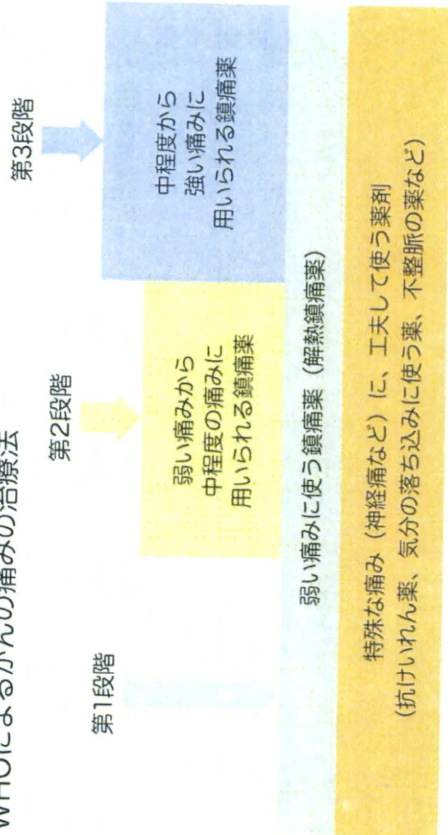 WHOによるがんの痛みの治療法
第1段階
第2段階
第3段階
弱い痛みから
中程度の痛みに
用いられる鎮痛薬
中程度から
強い痛みに
用いられる鎮痛薬
弱い痛みに使う鎮痛薬（解熱鎮痛薬）
特殊な痛み（神経痛など）に、工夫して使う薬剤
（抗けいれん薬、気分の落ち込みに使う薬、不整脈の薬など）